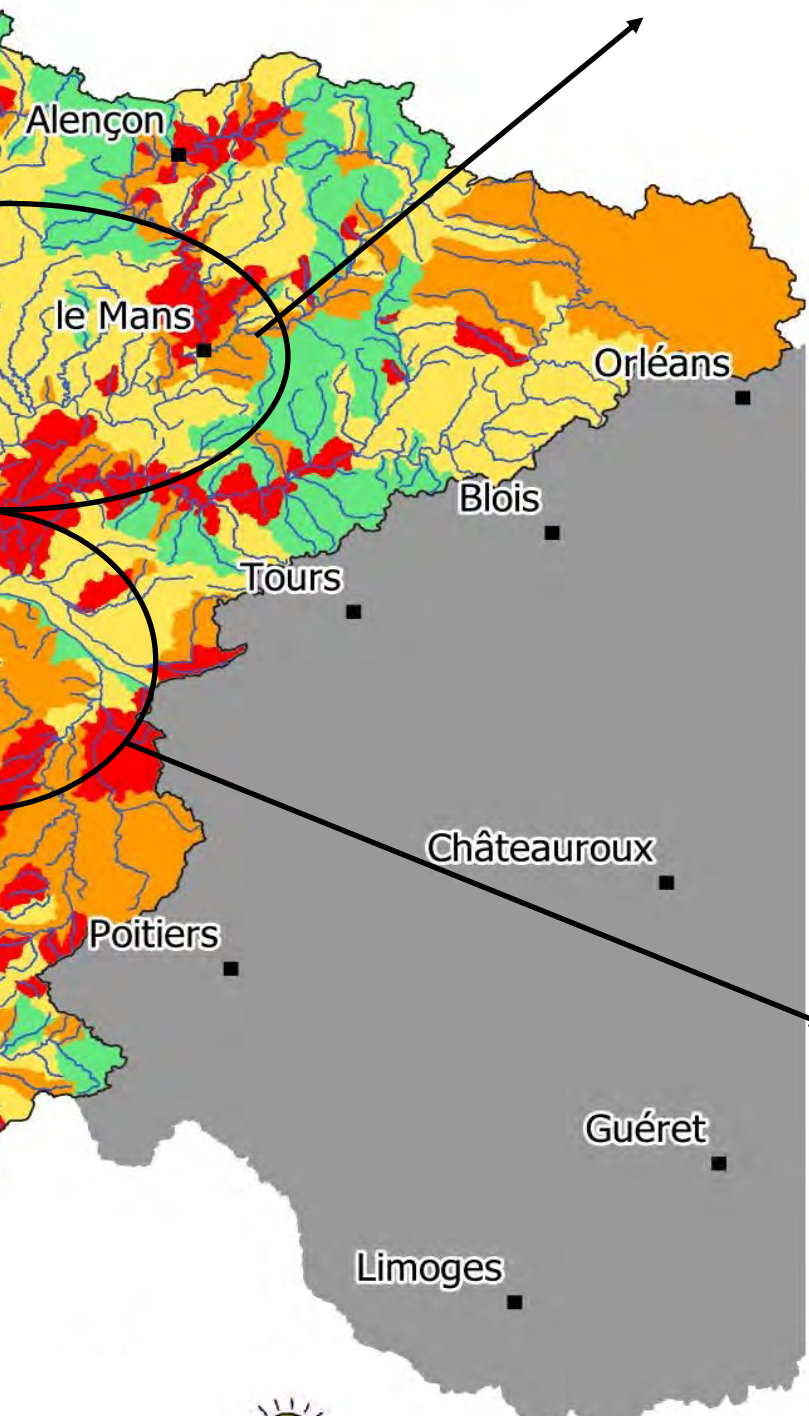 Alençon
le Mans
Orléans
Blois
Tours
Châteauroux
Poitiers
Guéret
Limoges